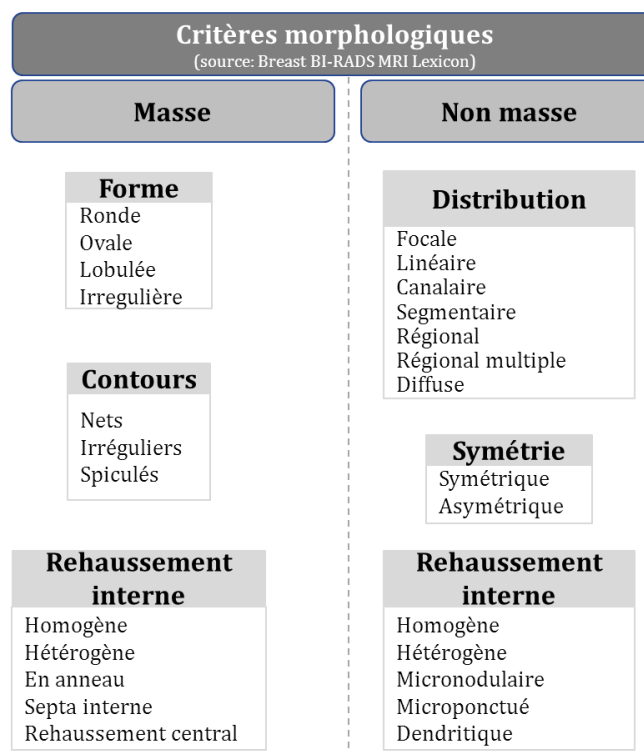 Critères morphologiques
(source: Breast BI-RADS MRI Lexicon)
Masse
Forme
Ronde
Ovale
Lobulée
Irregulière
Contours
Nets
Irréguliers
Spiculés
Rehaussement
interne
Homogène
Hétérogène
En anneau
Septa interne
Rehaussement central
Non masse
Distribution
Focale
Linéaire
Canalaire
Segmentaire
Régional
Régional multiple
Diffuse
Symétrie
Symétrique
Asymétrique
Rehaussement
interne
Homogène
Hétérogène
Micronodulaire
Microponctué
Dendritique